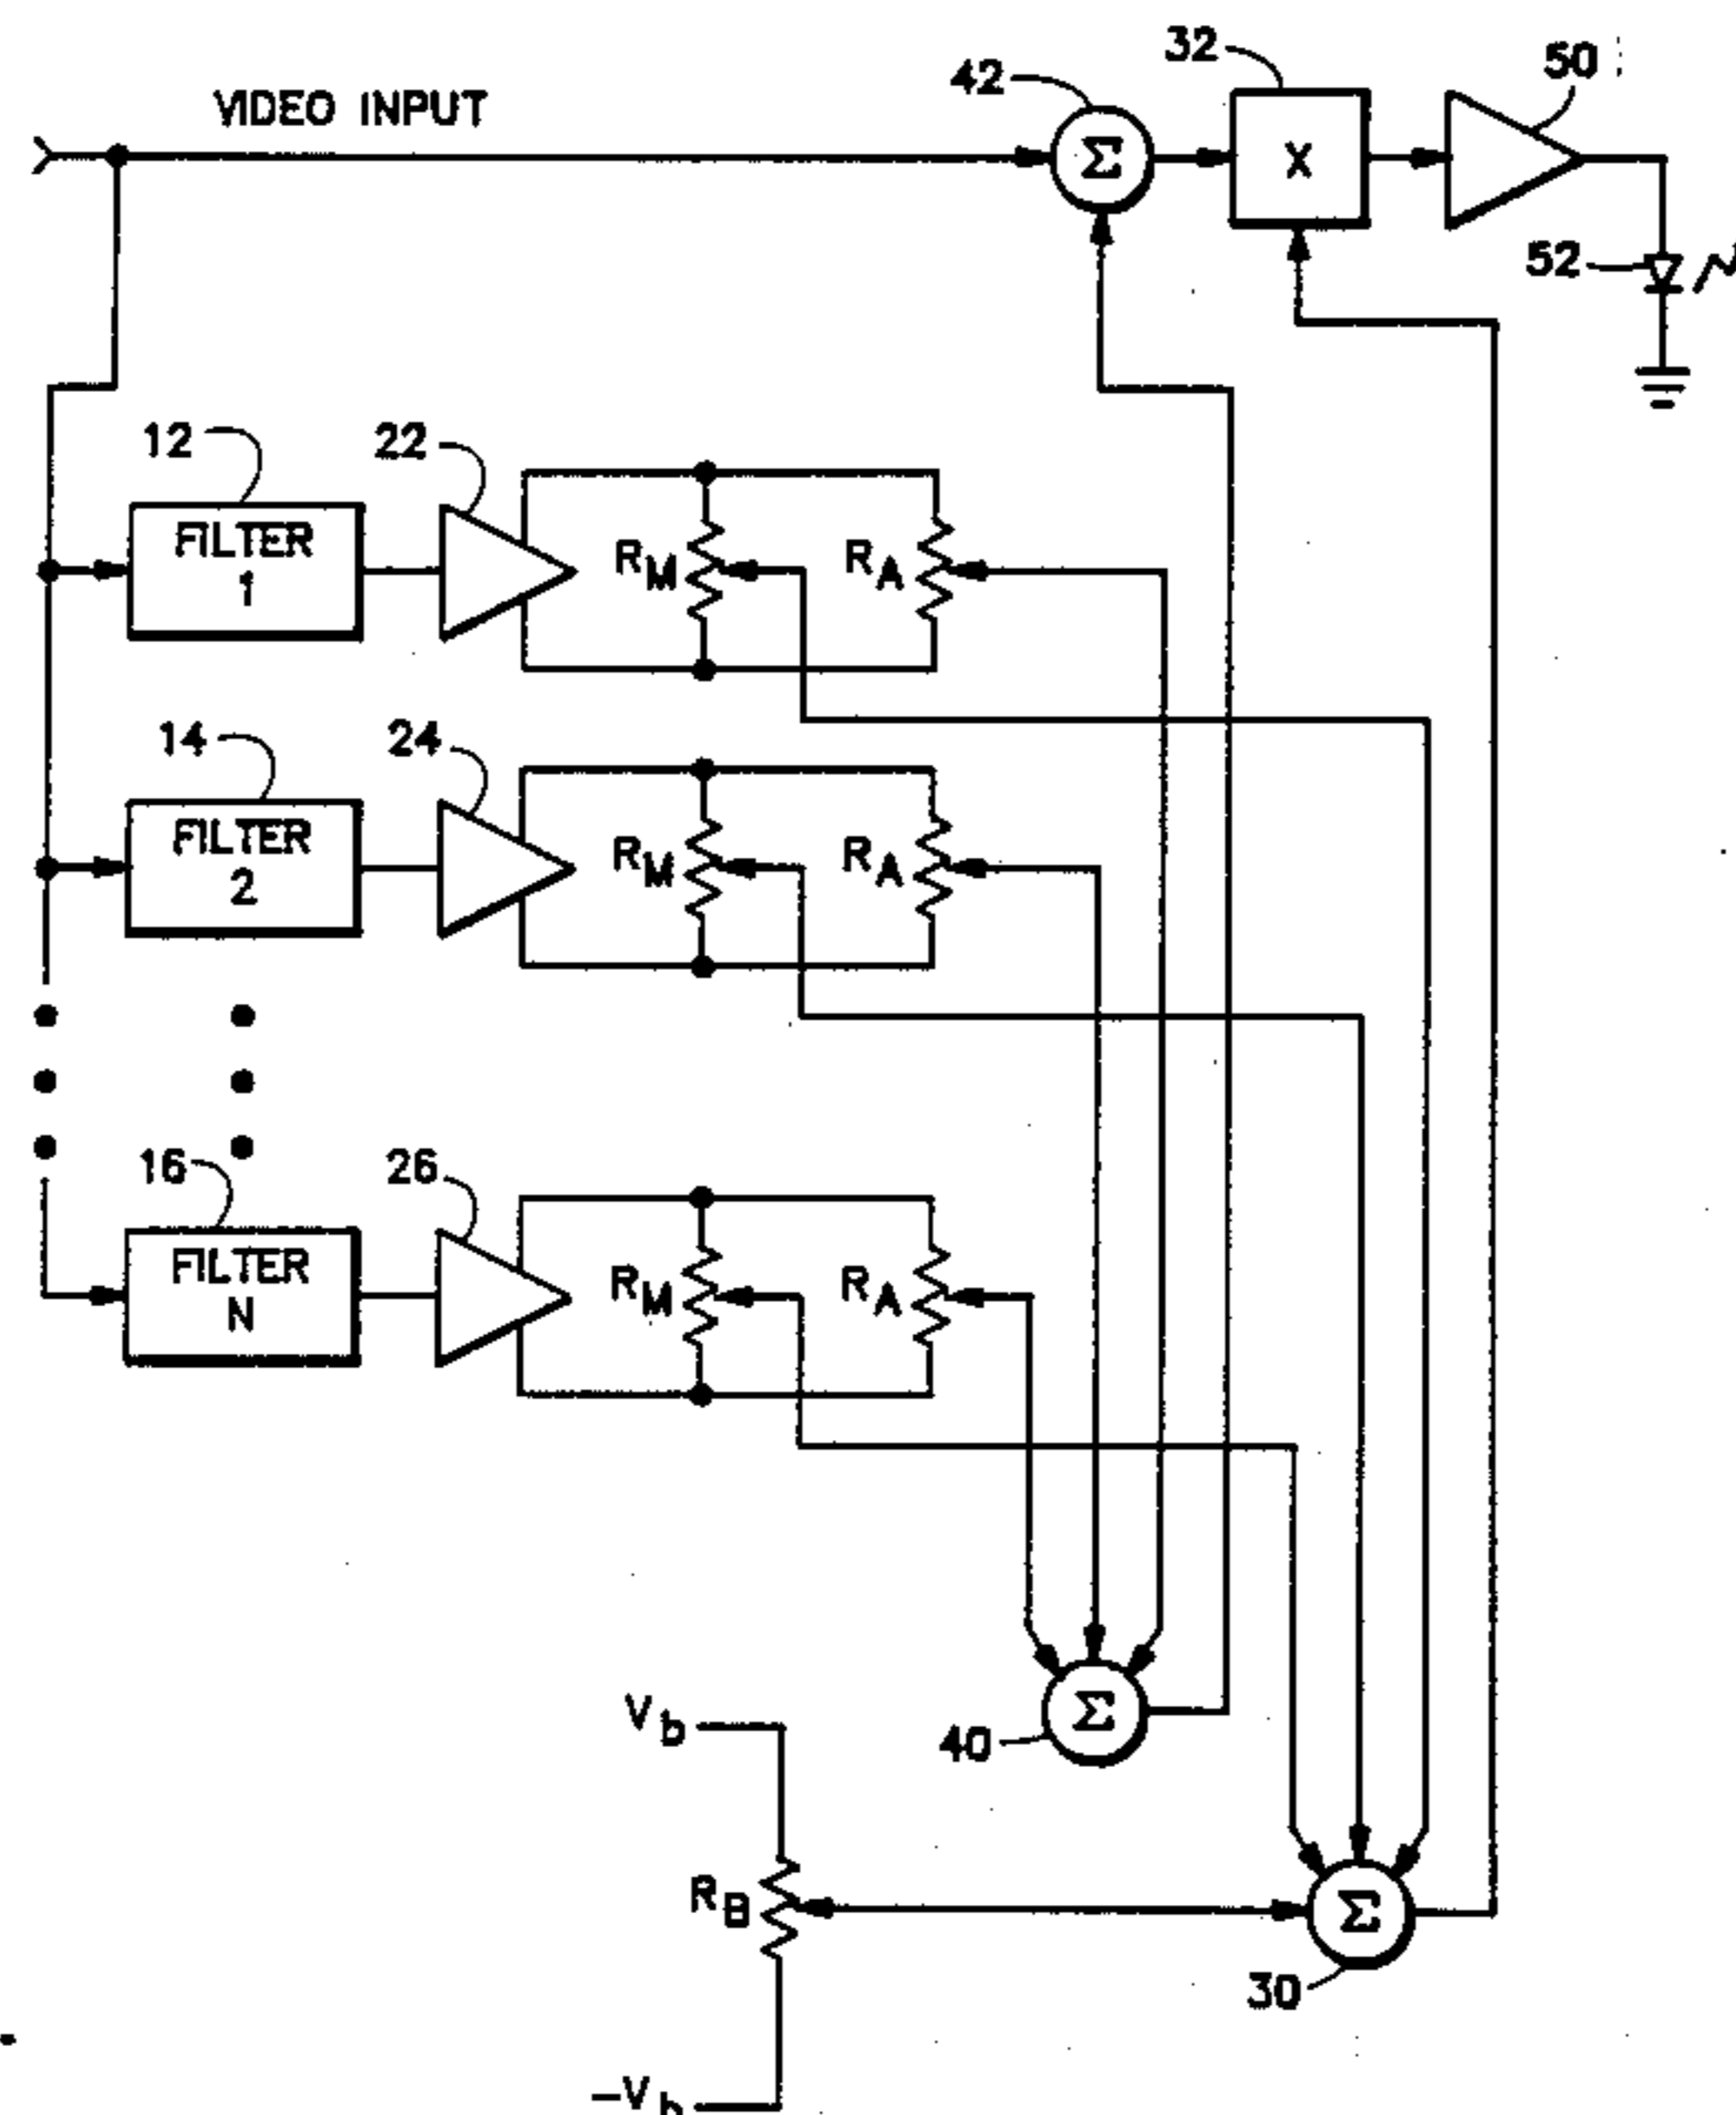 32
50
42
VIDEO INPUT
Σ
X
52
12
22
FILTER
1
RM
RA
14
24
FILTER
2
RM
RA
16
26
FILTER
N
RM
RA
Vb
Σ
40
RB
Σ
30
-Vb